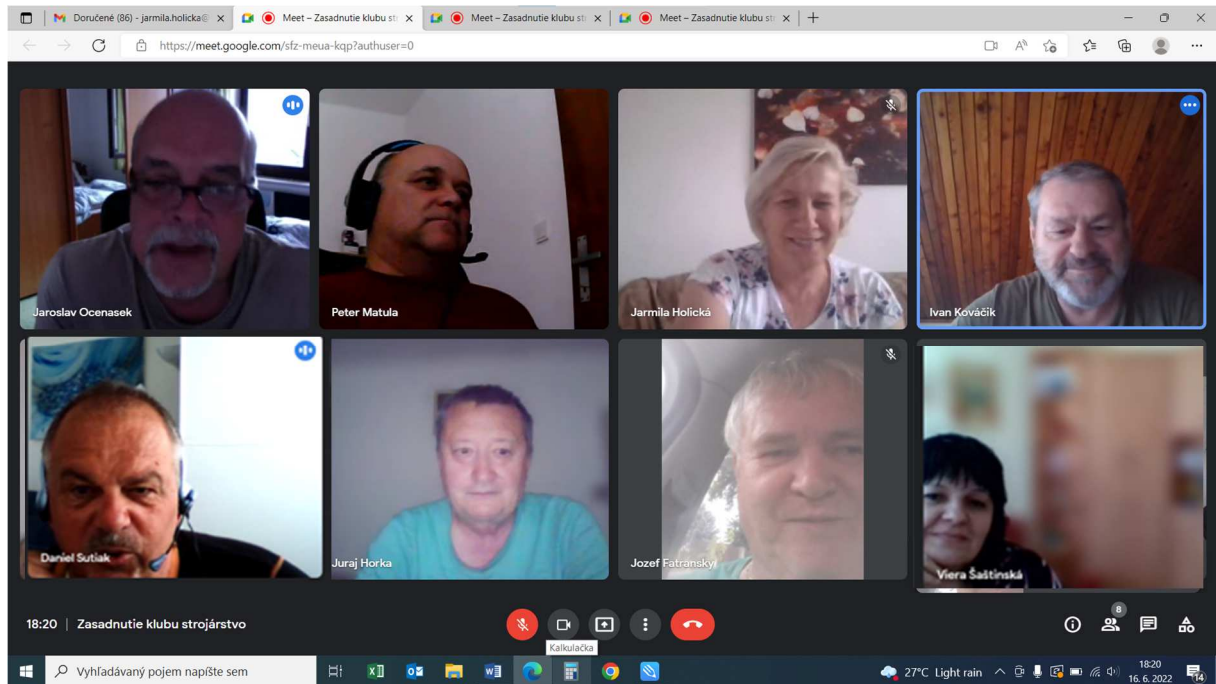 Doručené (86) - jarmila.holicka@
Meet – Zasadnutie klubu str
Meet – Zasadnutie klubu str
Meet – Zasadnutie klubu str
https://meet.google.com/sfz-meua-kqp?authuser=0
Jaroslav Ocenasek
Peter Matula
Jarmila Holická
Ivan Kováčik
Daniel Sutiak
Juraj Horka
Jozef Fatranskyi
Viera Šaštinská
18:20 | Zasadnutie klubu strojárstvo
8
Kalkulačka
Vyhľadávaný pojem napíšte sem
27°C Light rain
18:20
16. 6. 2022
14